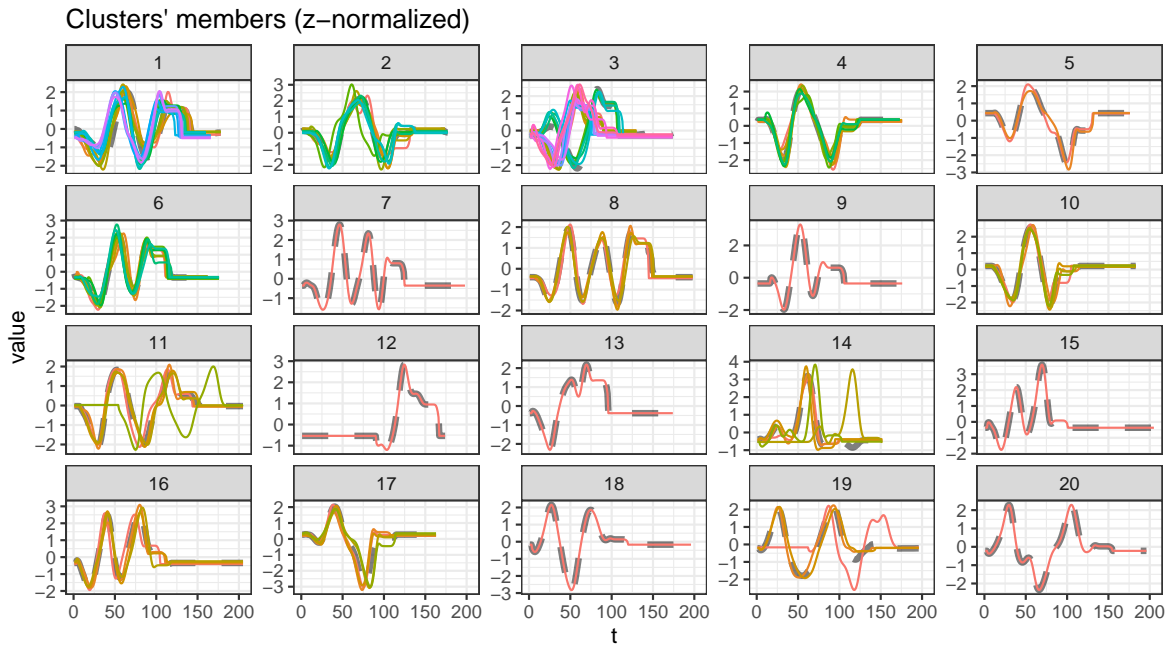 Clusters' members (z−normalized)
1 2 3 4 5
2 3 2 2 2
1 2 1 1 1
0 1 0 0 0
−1 0 −1 −1 −1
−2 −1 −2 −2 −2
−2 −3
6 7 8 9 10
3 3 2 2 2
2 2 1 0 1
1 1 0 −2 0
0 0 −1 −1
−1 −1 −2 −2
−2
value
11 12 13 14 15
2 3 2 4 3
1 2 1 3 2
0 1 0 2 1
−1 0 −1 1 0
−2 −1 −2 0 −1
−1 −2
16 17 18 19 20
3 2 2 2 2
2 1 1 1 1
1 0 0 0 0
0 −1 −1 −1 −1
−1 −2 −2 −2 −2
−2 −3 −3
0 50 100 150 200 0 50 100 150 200 0 50 100 150 200 0 50 100 150 200 0 50 100 150 200
t